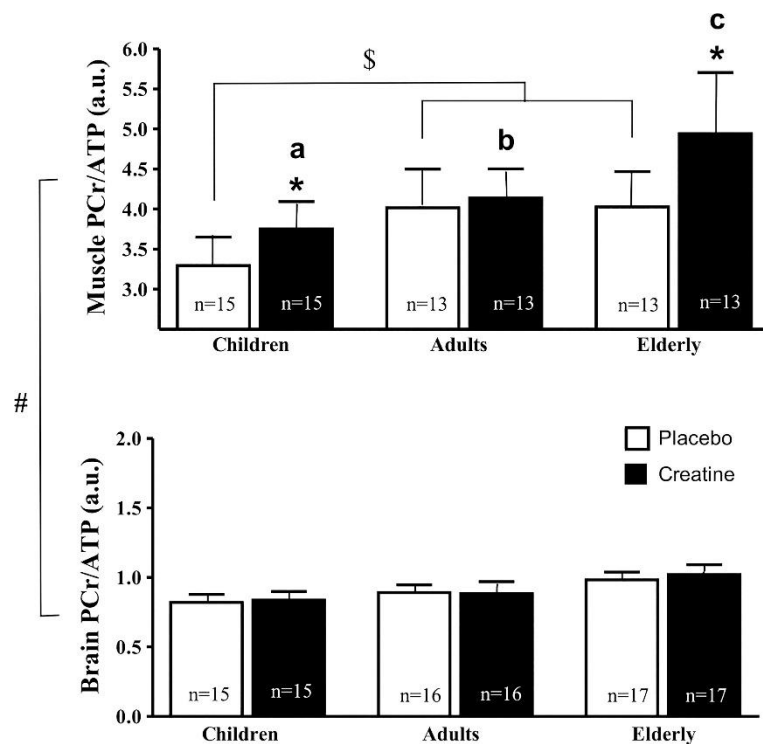 c
*
6.0
$
5.5
5.0
a
b
*
4.5
4.0
3.5
3.0
Muscle PCr/ATP (a.u.)
n=15
n=15
n=13
n=13
n=13
n=13
Children
Adults
Elderly
#
2.0
1.5
1.0
0.5
0.0
Brain PCr/ATP (a.u.)
Placebo
Creatine
n=15
n=15
n=16
n=16
n=17
n=17
Children
Adults
Elderly